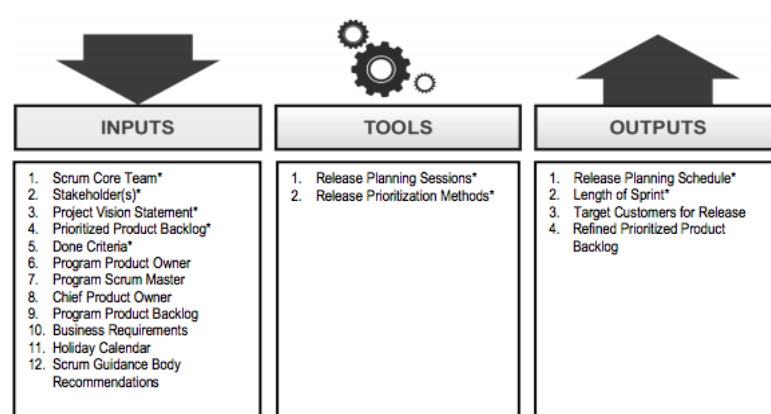 INPUTS
1. Scrum Core Team*
2. Stakeholder(s)*
3. Project Vision Statement*
4. Prioritized Product Backlog*
5. Done Criteria*
6. Program Product Owner
7. Program Scrum Master
8. Chief Product Owner
9. Program Product Backlog
10. Business Requirements
11. Holiday Calendar
12. Scrum Guidance Body
Recommendations
TOOLS
1. Release Planning Sessions*
2. Release Prioritization Methods*
OUTPUTS
1. Release Planning Schedule*
2. Length of Sprint*
3. Target Customers for Release
4. Refined Prioritized Product
Backlog